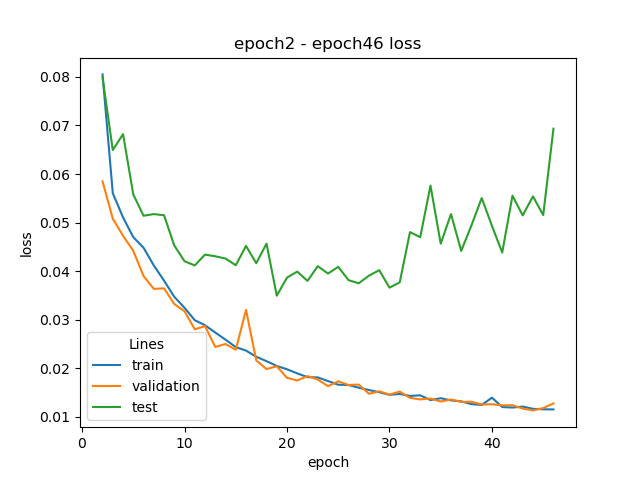 epoch2 - epoch46 loss
0.08
0.07
0.06
0.05
0.04
0.03
0.02
0.01
loss
Lines
train
validation
test
0 10 20 30 40
epoch